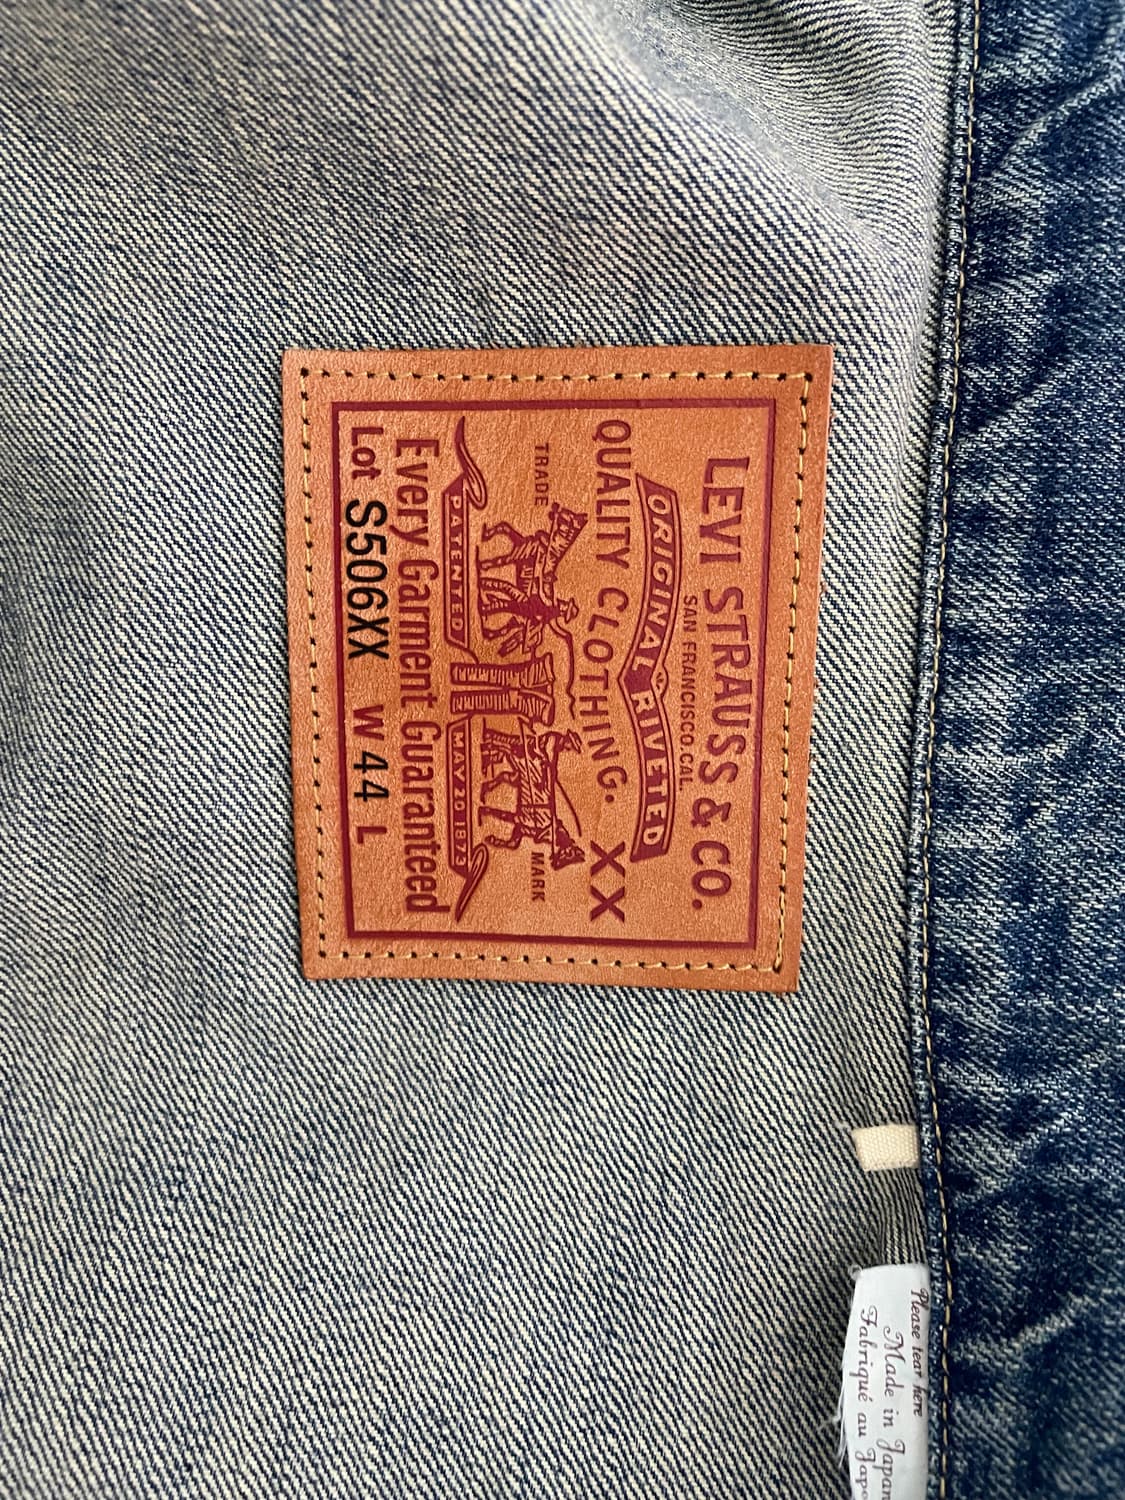 LEVI STRAUSS & CO.
SAN FRANCISCO.CAL.
ORIGINAL RIVETED
QUALITY CLOTHING. XX
TRADE MARK
PATENTED MAY 20 1873
Every Garment Guaranteed
Lot S506XX W 44 L
Please tear here
Made in Japan
Fabriqué au Japo